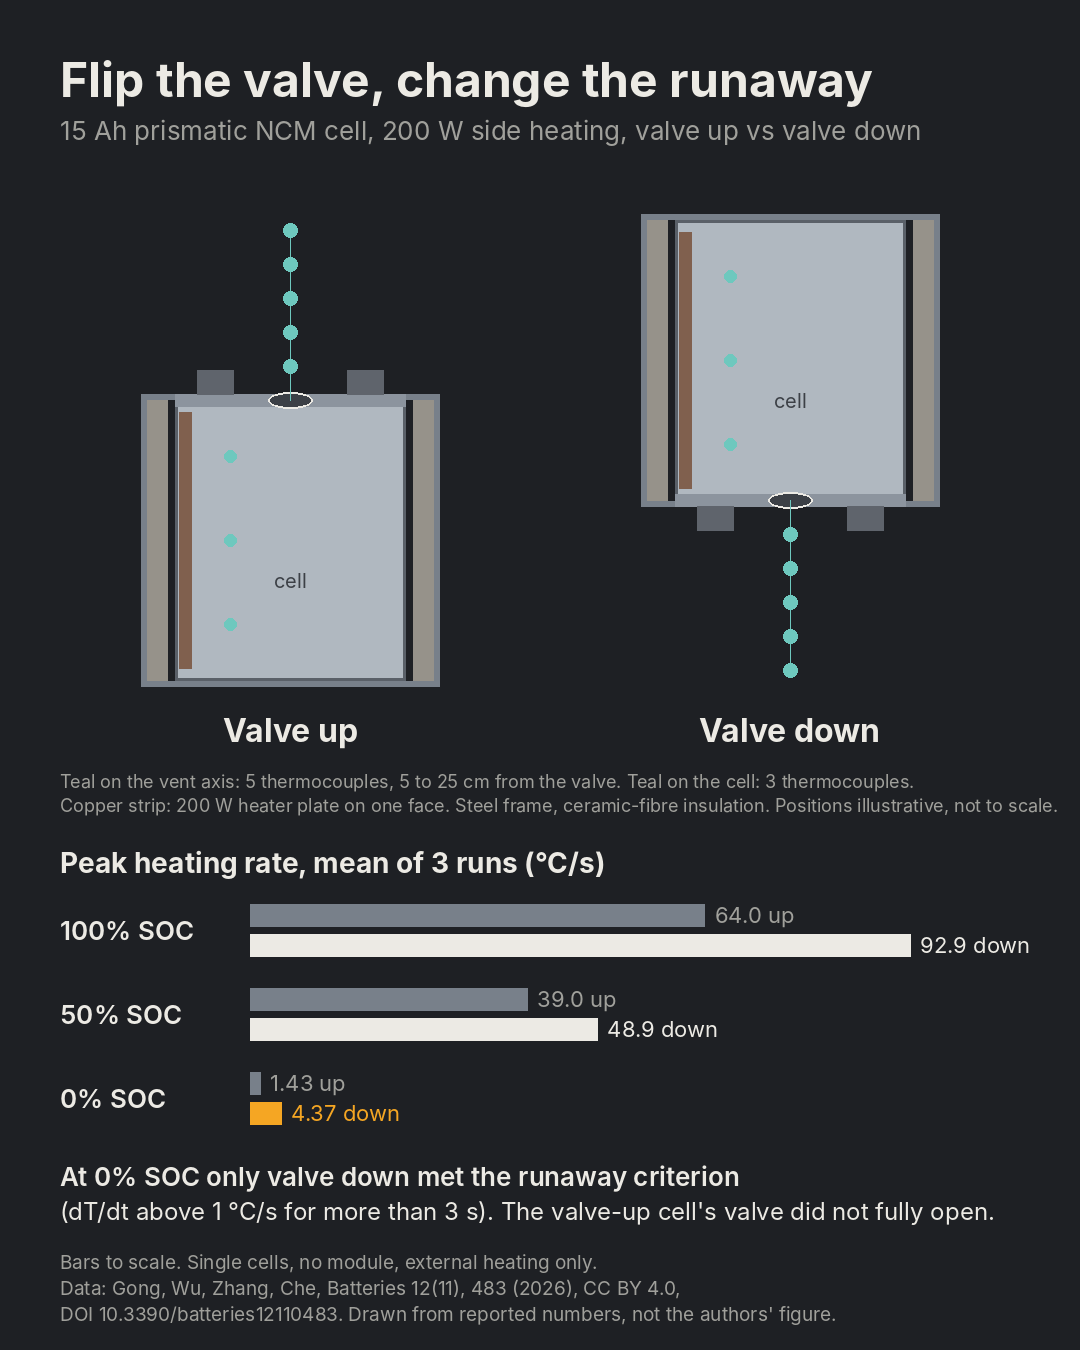 Flip the valve, change the runaway
15 Ah prismatic NCM cell, 200 W side heating, valve up vs valve down
cell
cell
Valve up
Valve down
Teal on the vent axis: 5 thermocouples, 5 to 25 cm from the valve. Teal on the cell: 3 thermocouples.
Copper strip: 200 W heater plate on one face. Steel frame, ceramic-fibre insulation. Positions illustrative, not to scale.
Peak heating rate, mean of 3 runs (°C/s)
100% SOC
64.0 up
92.9 down
50% SOC
39.0 up
48.9 down
0% SOC
1.43 up
4.37 down
At 0% SOC only valve down met the runaway criterion
(dT/dt above 1 °C/s for more than 3 s). The valve-up cell's valve did not fully open.
Bars to scale. Single cells, no module, external heating only.
Data: Gong, Wu, Zhang, Che, Batteries 12(11), 483 (2026), CC BY 4.0,
DOI 10.3390/batteries12110483. Drawn from reported numbers, not the authors' figure.